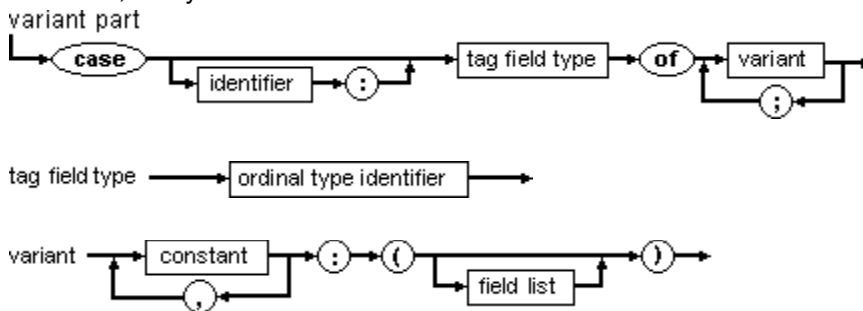 variant part
case identifier : tag field type of variant ;
tag field type ordinal type identifier
variant constant , : ( field list )